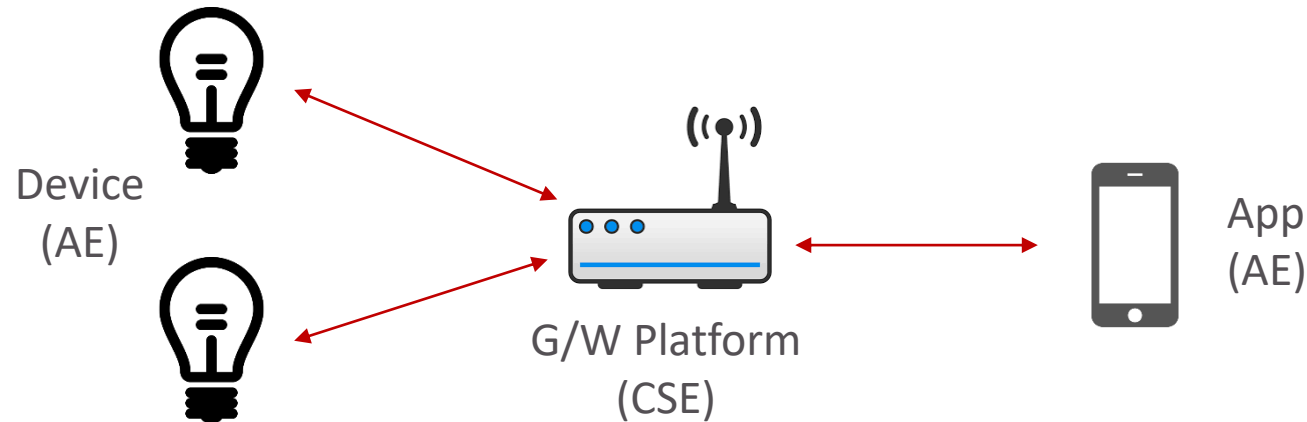 Device
(AE)
G/W Platform
(CSE)
App
(AE)